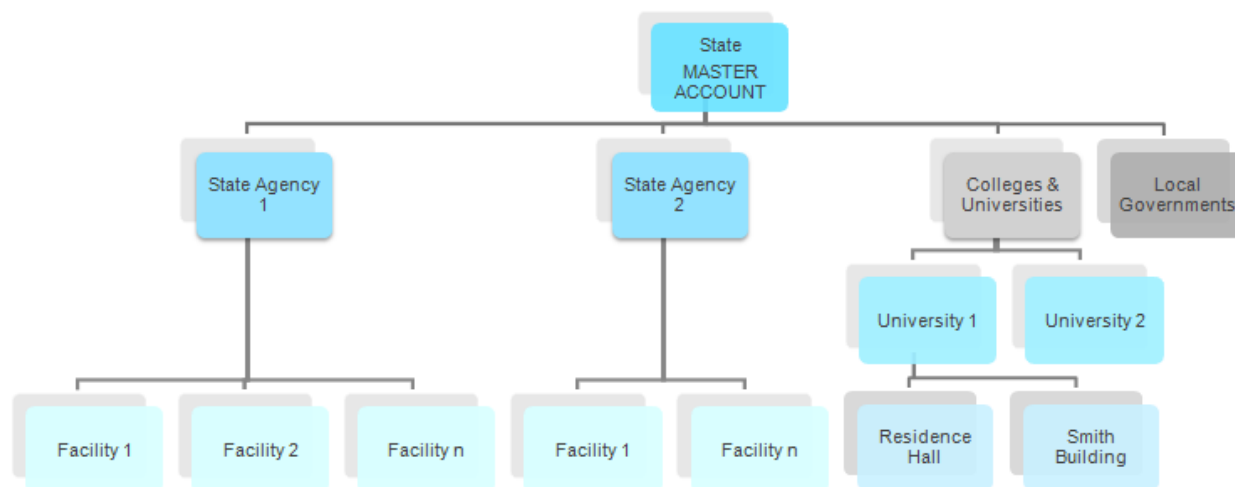 State
MASTER
ACCOUNT
State Agency
1
State Agency
2
Colleges &
Universities
Local
Governments
University 1
University 2
Facility 1
Facility 2
Facility n
Facility 1
Facility n
Residence
Hall
Smith
Building